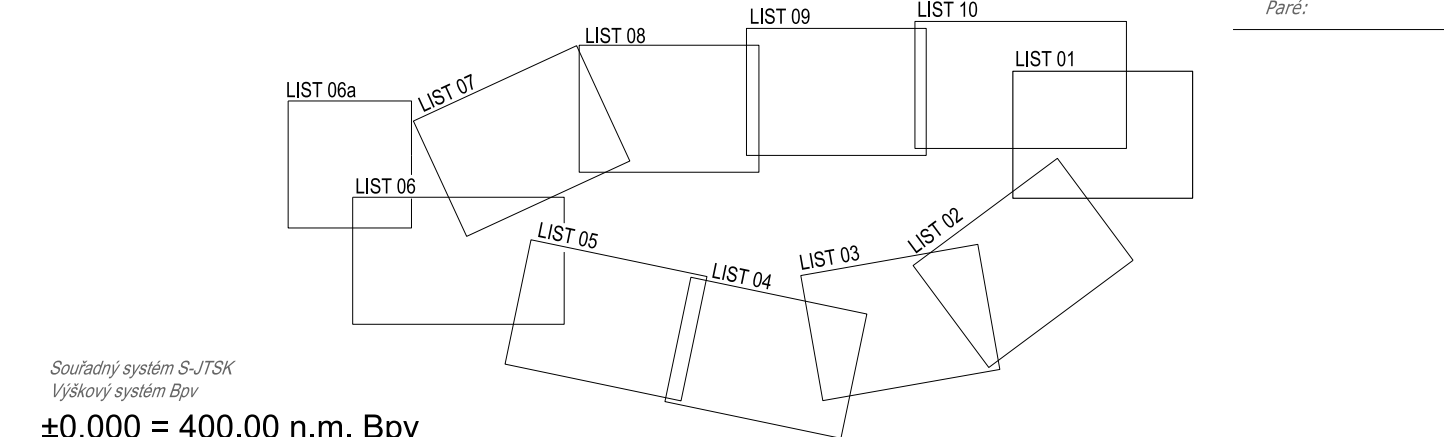 LIST 10
Paré:
LIST 09
LIST 08
LIST 01
LIST 07
LIST 06a
LIST 06
LIST 02
LIST 05
LIST 03
LIST 04
Souřadný systém S-JTSK
Výškový systém Bpv
±0,000 = 400,00 n.m. Bpv